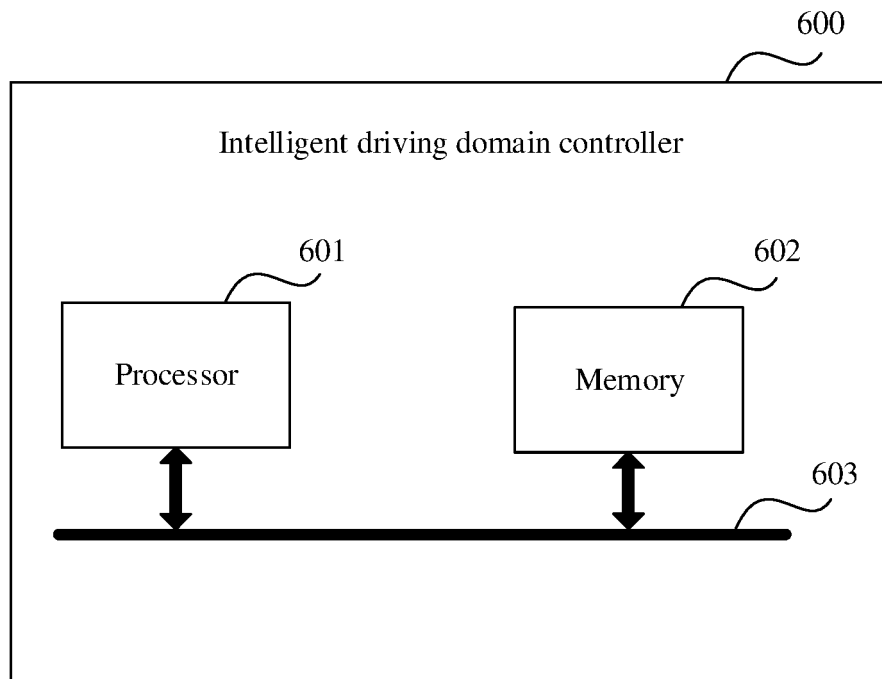 600
Intelligent driving domain controller
601
602
Processor
Memory
603